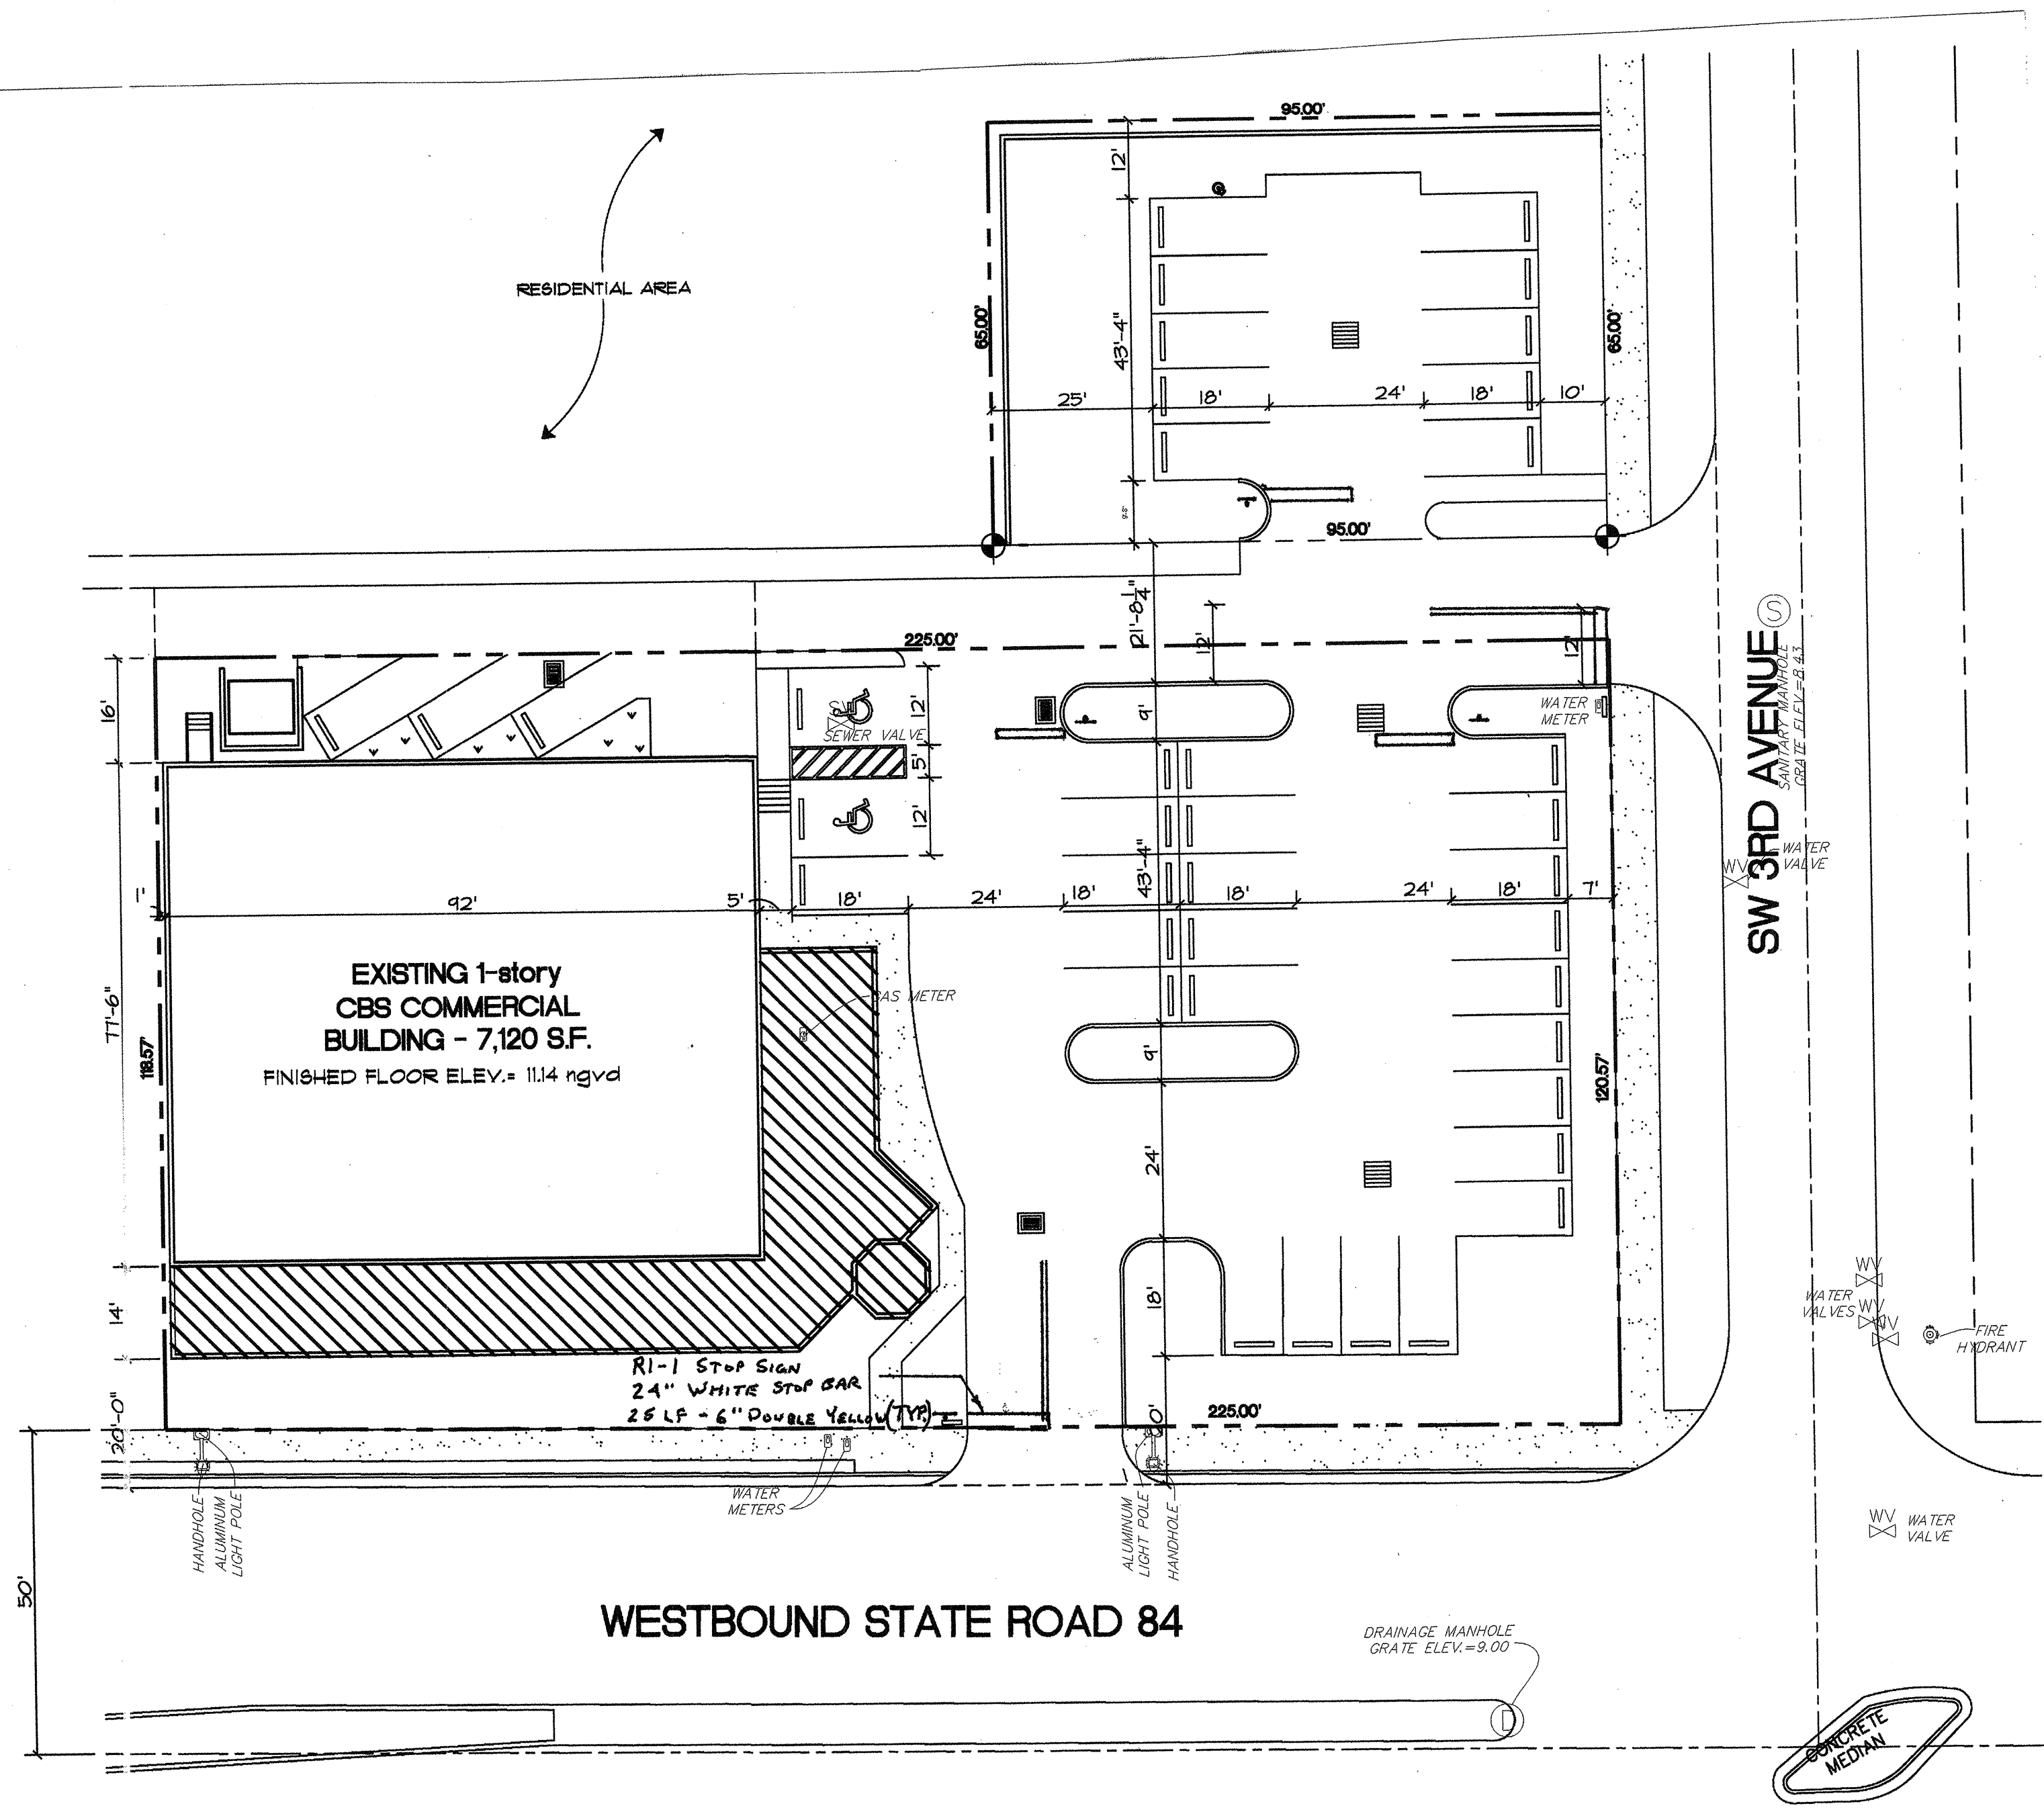 95.00'
12'
RESIDENTIAL AREA
65.00'
43'-4"
65.00'
25'
18'
24'
18'
10'
95.00'
21'-8 1/4"
12'
12'
225.00'
16'
SEWER VALVE
12'
5'
12'
9'
WATER
METER
S
SW 3RD AVENUE
SANITARY MANHOLE
GRATE ELEV.=8.43
WV
WATER
VALVE
1'
92'
5'
18'
24'
18'
43'-4"
18'
24'
18'
7'
77'-6"
118.57'
EXISTING 1-story
CBS COMMERCIAL
BUILDING - 7,120 S.F.
FINISHED FLOOR ELEV.= 11.14 ngvd
GAS METER
9'
120.57'
24'
18'
14'
R1-1 STOP SIGN
24" WHITE STOP BAR
25 LF - 6" DOUBLE YELLOW (TYP.)
225.00'
20'-0"
50'
HANDHOLE
ALUMINUM
LIGHT POLE
WATER
METERS
ALUMINUM
LIGHT POLE
HANDHOLE
WV
WATER
VALVES
WV
WV
FIRE
HYDRANT
WV
WATER
VALVE
WESTBOUND STATE ROAD 84
DRAINAGE MANHOLE
GRATE ELEV.=9.00
CONCRETE
MEDIAN